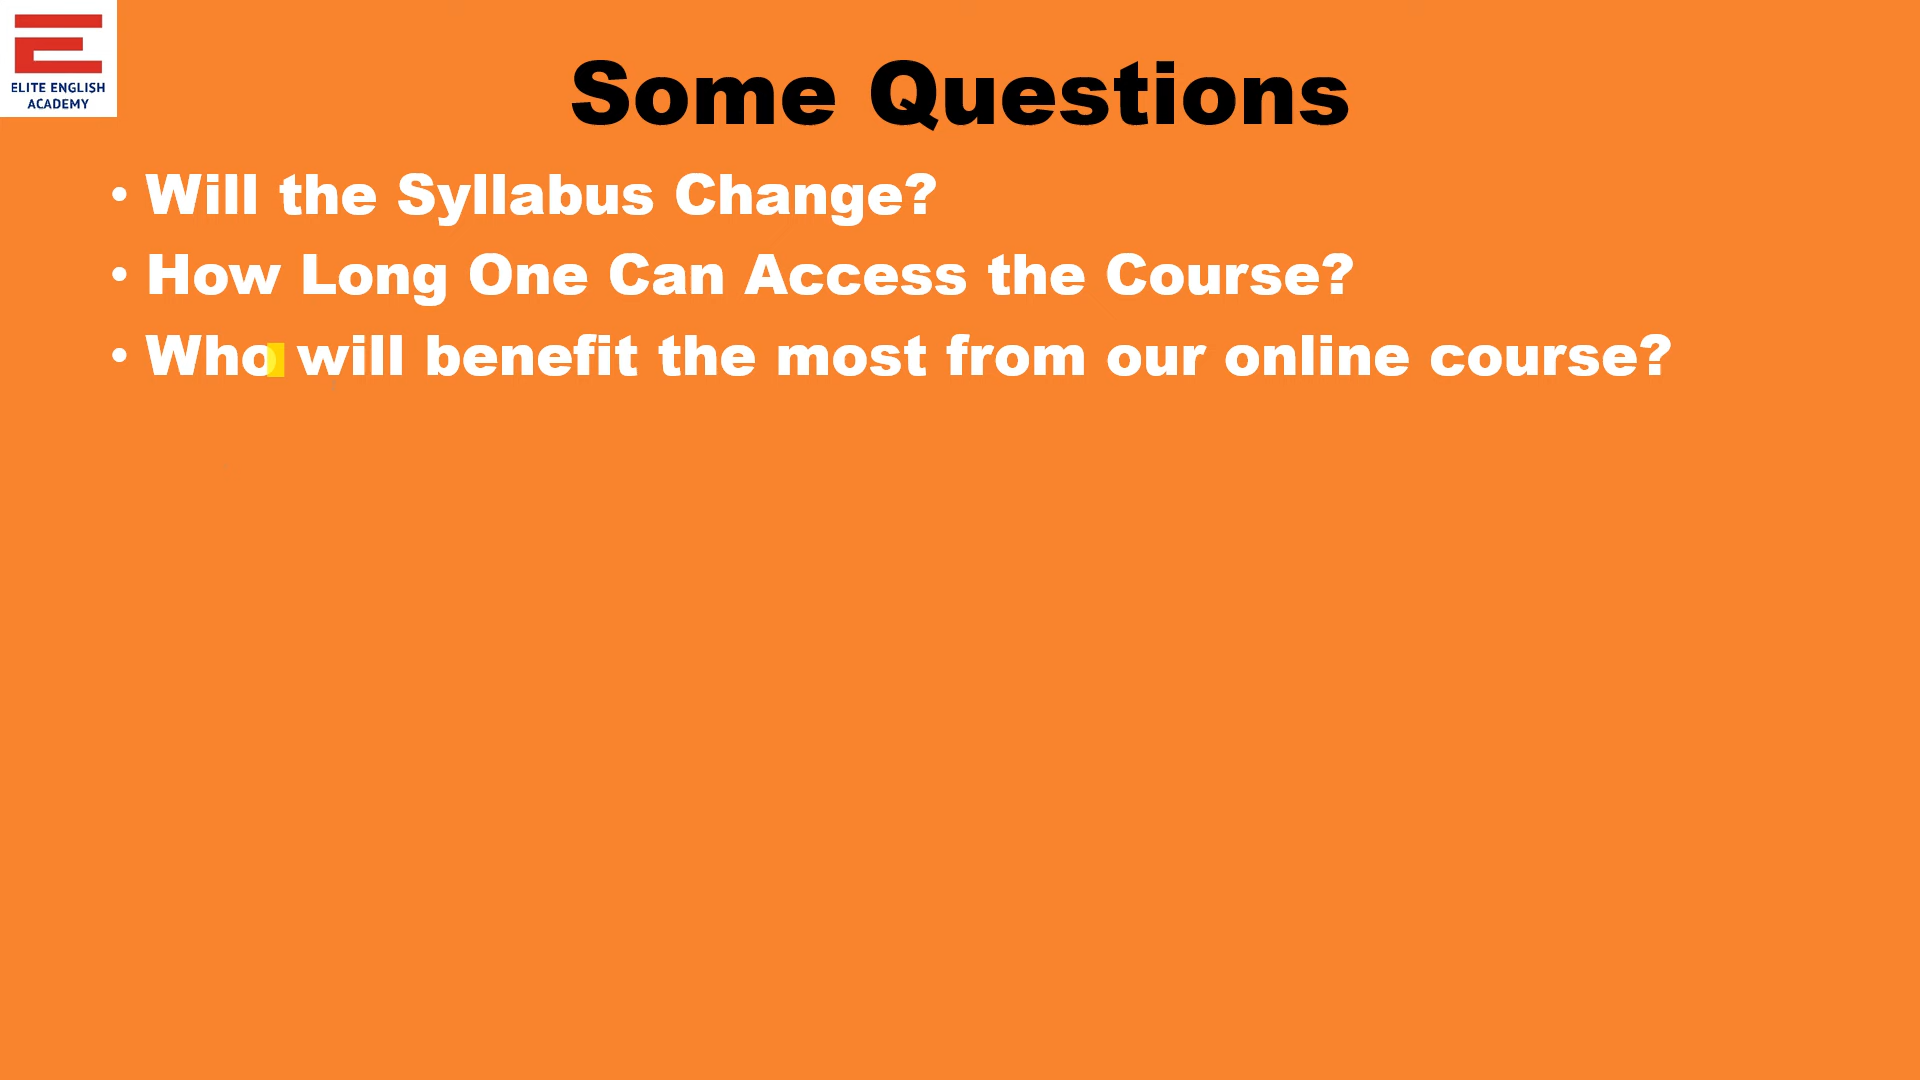 ELITE ENGLISH
ACADEMY
Some Questions
• Will the Syllabus Change?
• How Long One Can Access the Course?
• Who will benefit the most from our online course?